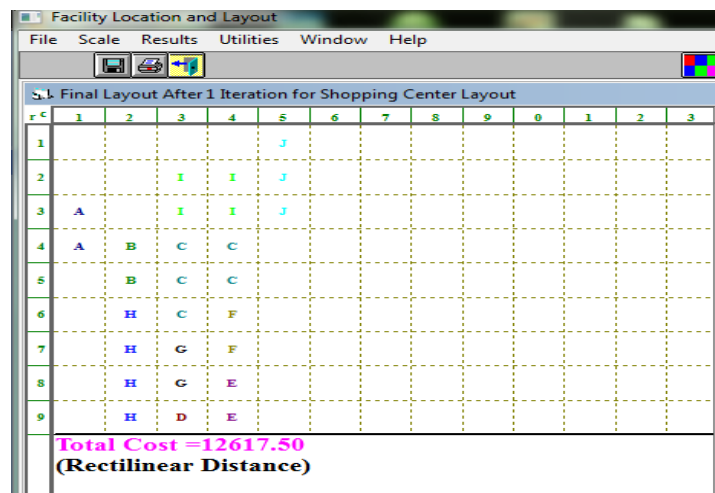 Facility Location and Layout
File Scale Results Utilities Window Help
Final Layout After 1 Iteration for Shopping Center Layout
r c 1 2 3 4 5 6 7 8 9 0 1 2 3
1 J
2 I I J
3 A I I J
4 A B C C
5 B C C
6 H C F
7 H G F
8 H G E
9 H D E
Total Cost =12617.50
(Rectilinear Distance)